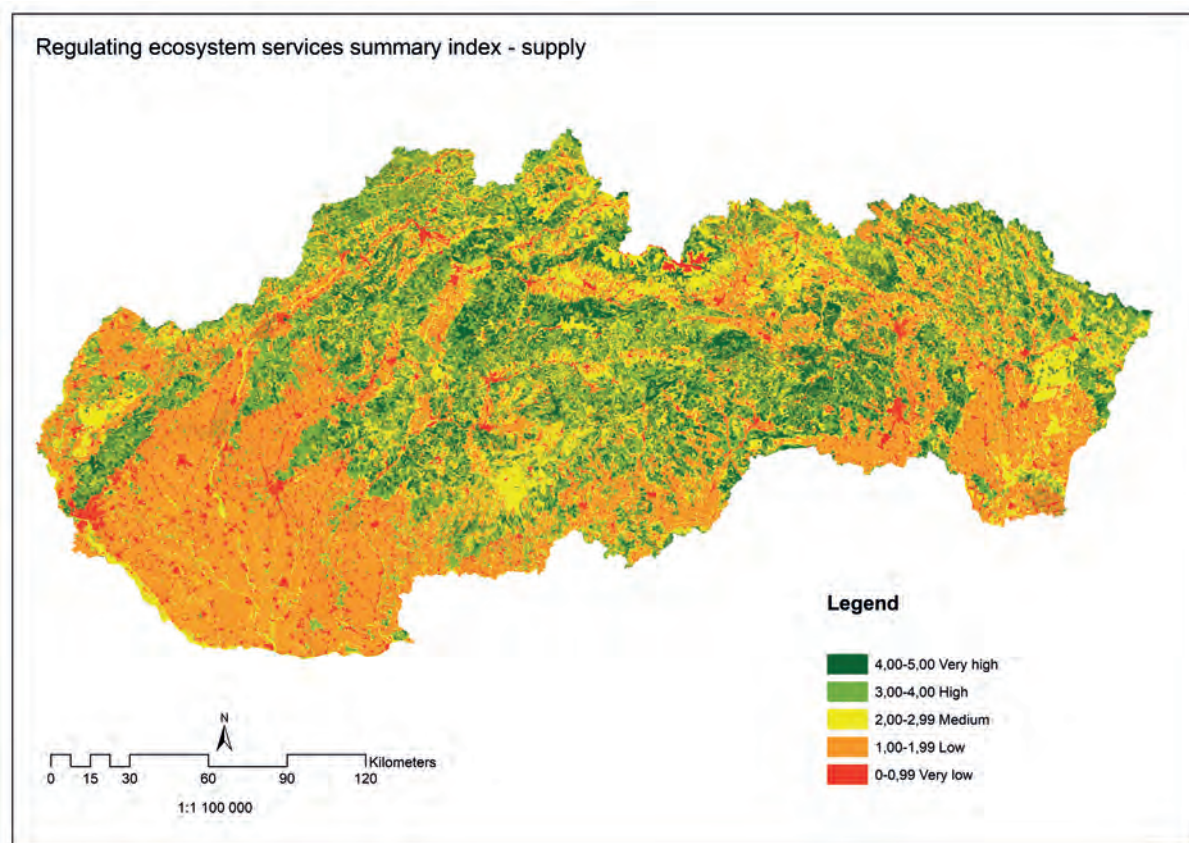 Regulating ecosystem services summary index - supply
Legend
4,00-5,00 Very high
3,00-4,00 High
2,00-2,99 Medium
1,00-1,99 Low
0-0,99 Very low
N
Kilometers
0 15 30 60 90 120
1:1 100 000